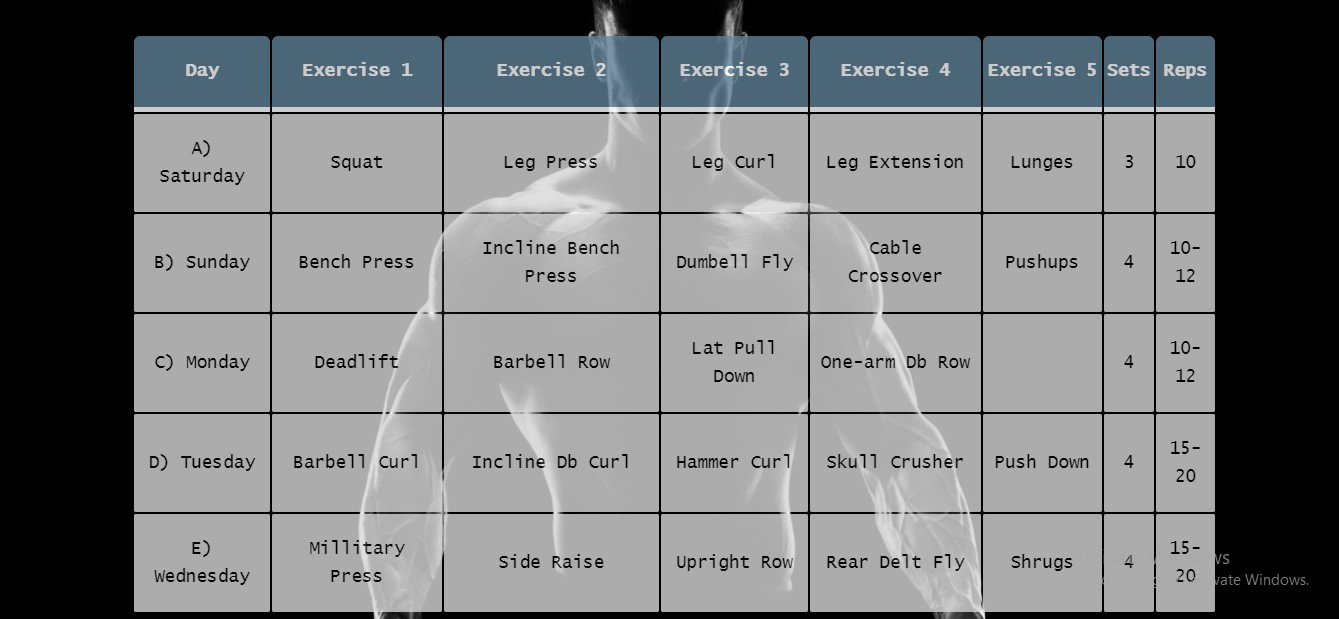 Day Exercise 1 Exercise 2 Exercise 3 Exercise 4 Exercise 5 Sets Reps
A)
Saturday
Squat
Leg Press
Leg Curl
Leg Extension
Lunges
3
10
B) Sunday
Bench Press
Incline Bench
Press
Dumbell Fly
Cable
Crossover
Pushups
4
10-
12
C) Monday
Deadlift
Barbell Row
Lat Pull
Down
One-arm Db Row
4
10-
12
D) Tuesday
Barbell Curl
Incline Db Curl
Hammer Curl
Skull Crusher
Push Down
4
15-
20
E)
Wednesday
Millitary
Press
Side Raise
Upright Row
Rear Delt Fly
Shrugs
4
15-
20
Windows.